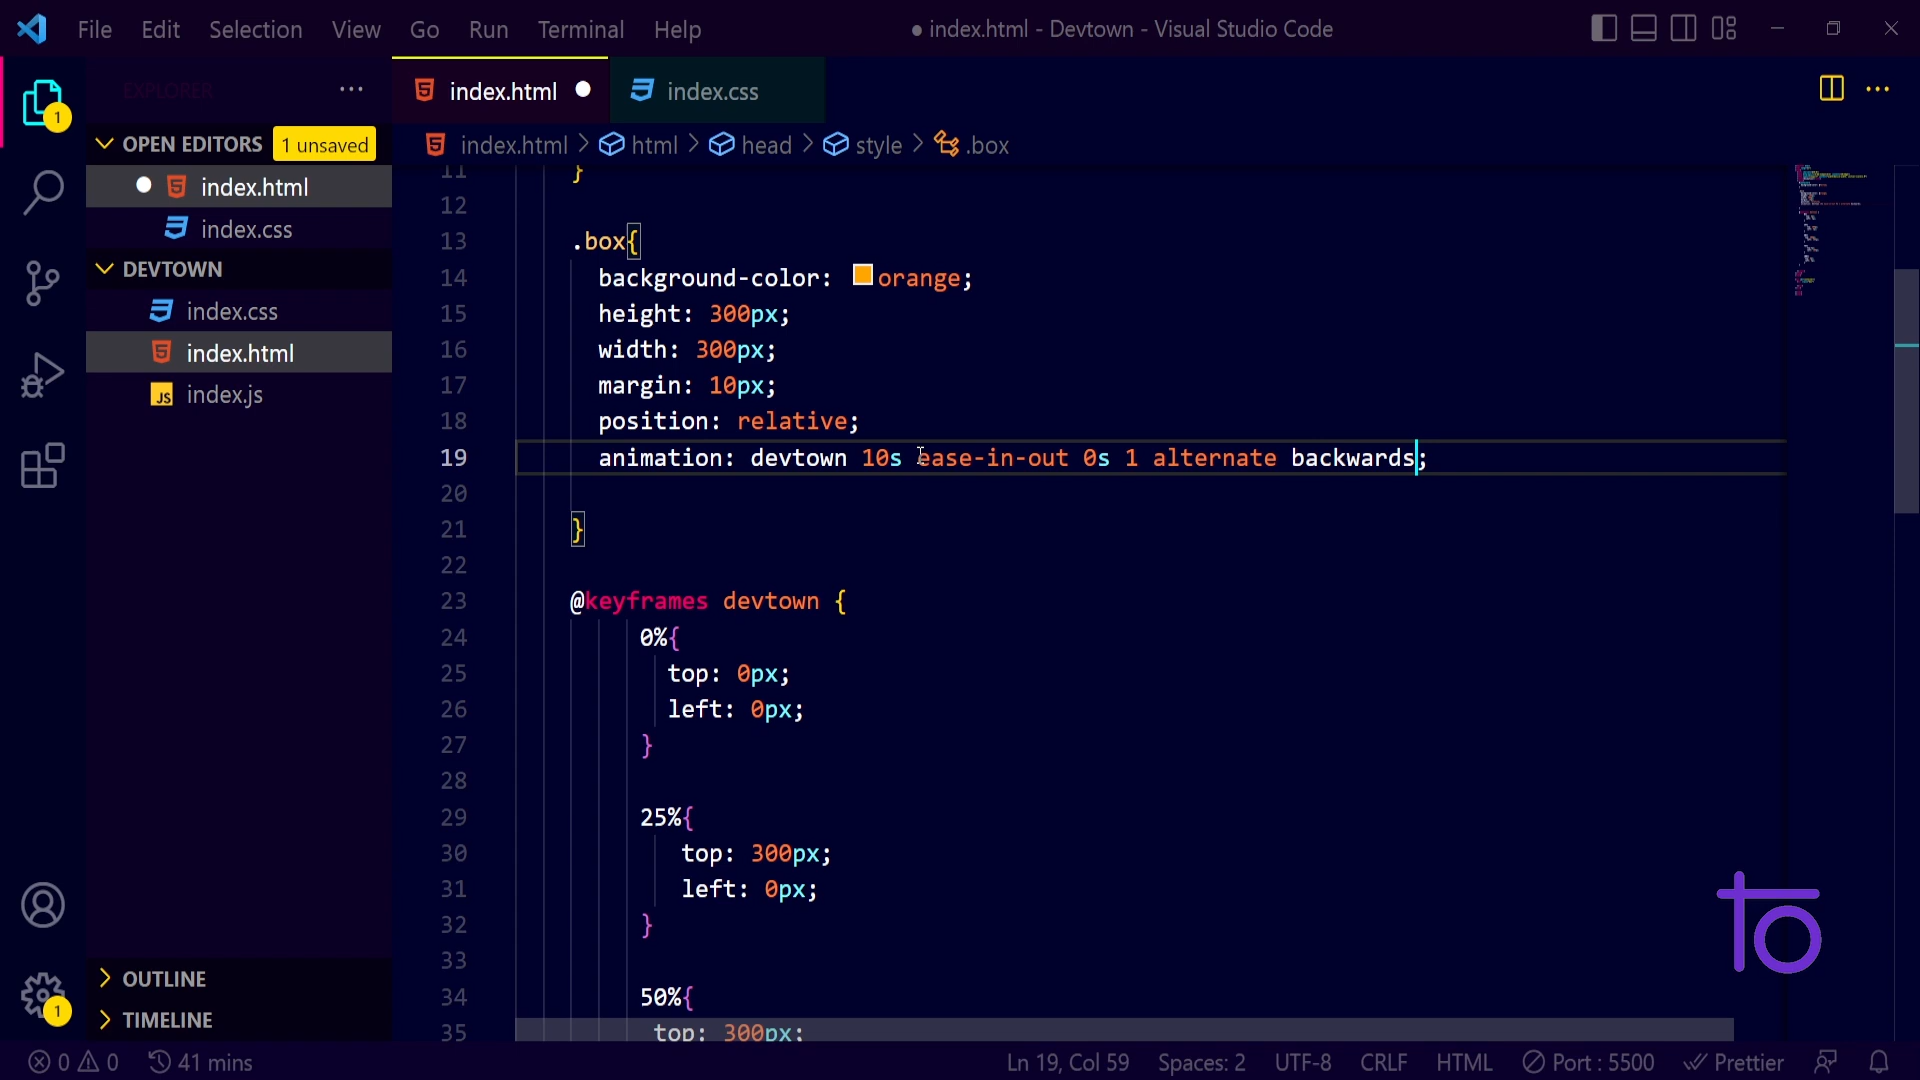 File Edit Selection View Go Run Terminal Help
● index.html - Devtown - Visual Studio Code
EXPLORER ...
index.html
index.css
1
OPEN EDITORS 1 unsaved
index.html
index.css
DEVTOWN
index.css
index.html
JS index.js
OUTLINE
TIMELINE
1
index.html > html > head > style > .box
11 }
12
13 .box{
14 background-color: orange;
15 height: 300px;
16 width: 300px;
17 margin: 10px;
18 position: relative;
19 animation: devtown 10s ease-in-out 0s 1 alternate backwards;
20
21 }
22
23 @keyframes devtown {
24 0%{
25 top: 0px;
26 left: 0px;
27 }
28
29 25%{
30 top: 300px;
31 left: 0px;
32 }
33
34 50%{
35 top: 300px;
to
0 0 41 mins
Ln 19, Col 59 Spaces: 2 UTF-8 CRLF HTML Port : 5500 Prettier